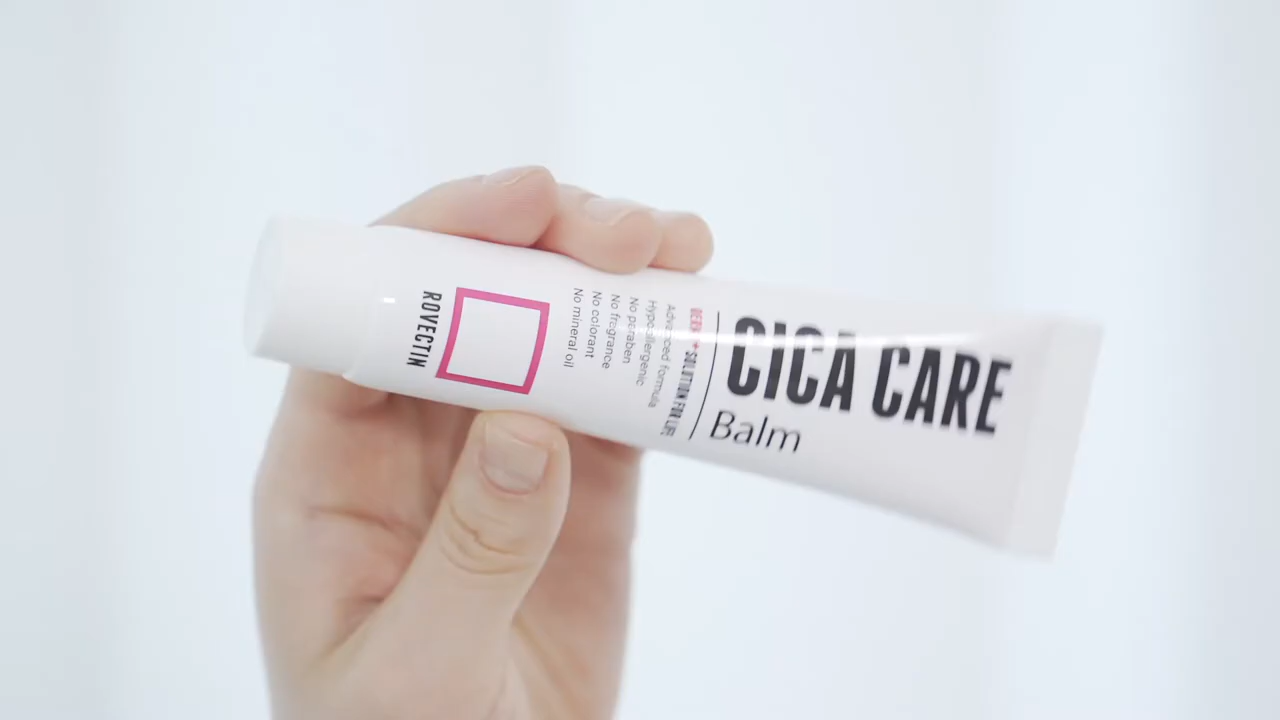 CICA CARE
Balm
DERM + SOLUTION FOR LIFE
Advanced formula
Hypoallergenic
No paraben
No fragrance
No colorant
No mineral oil
ROVECTIN